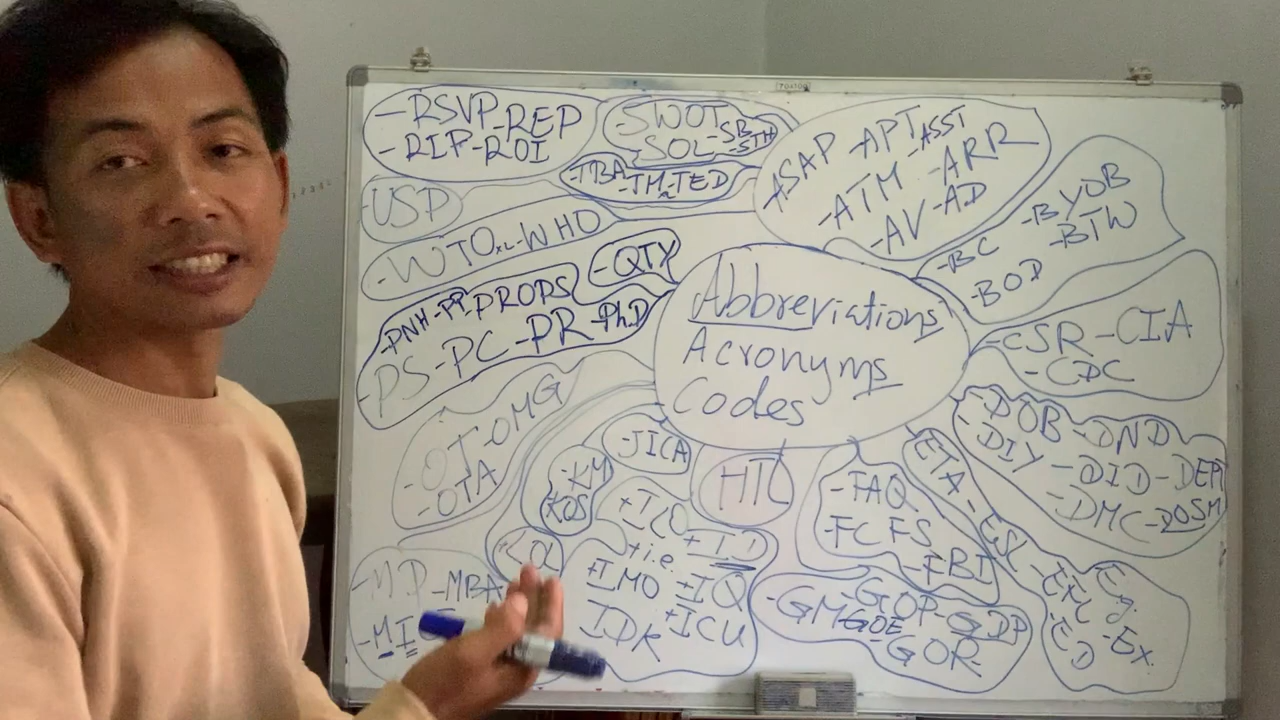 -RSVP-REP
-RIP-ROI
-SWOT
SOL-SB
-STH
-TBA
-TM-TED
ASAP -APT-ASST
-ATM -ARR
-AV-AD
USP
-WTO -WHO
-BYOB
-BC -BTW
-BOD
-QTY
-PNH-PP-PROPS
PS-PC-PR-PhD
Abbreviations
Acronyms
Codes
-CSR-CIA
-CDC
-OT-OMG
-OTA
-DOB-DND
-DIY-DID-DEPT
-DMC-DOSM
-JICA
-KM
KOS
HTL
-FAQ
-FCFS
-FBI
ETA-ESL-
E.g.
-Ex.
ED
+i.e.
+IMO +IQ
IDK +ICU
+ID
-MP-MBA
-MI
-GM-GOP-GDP
GOE
-GOR